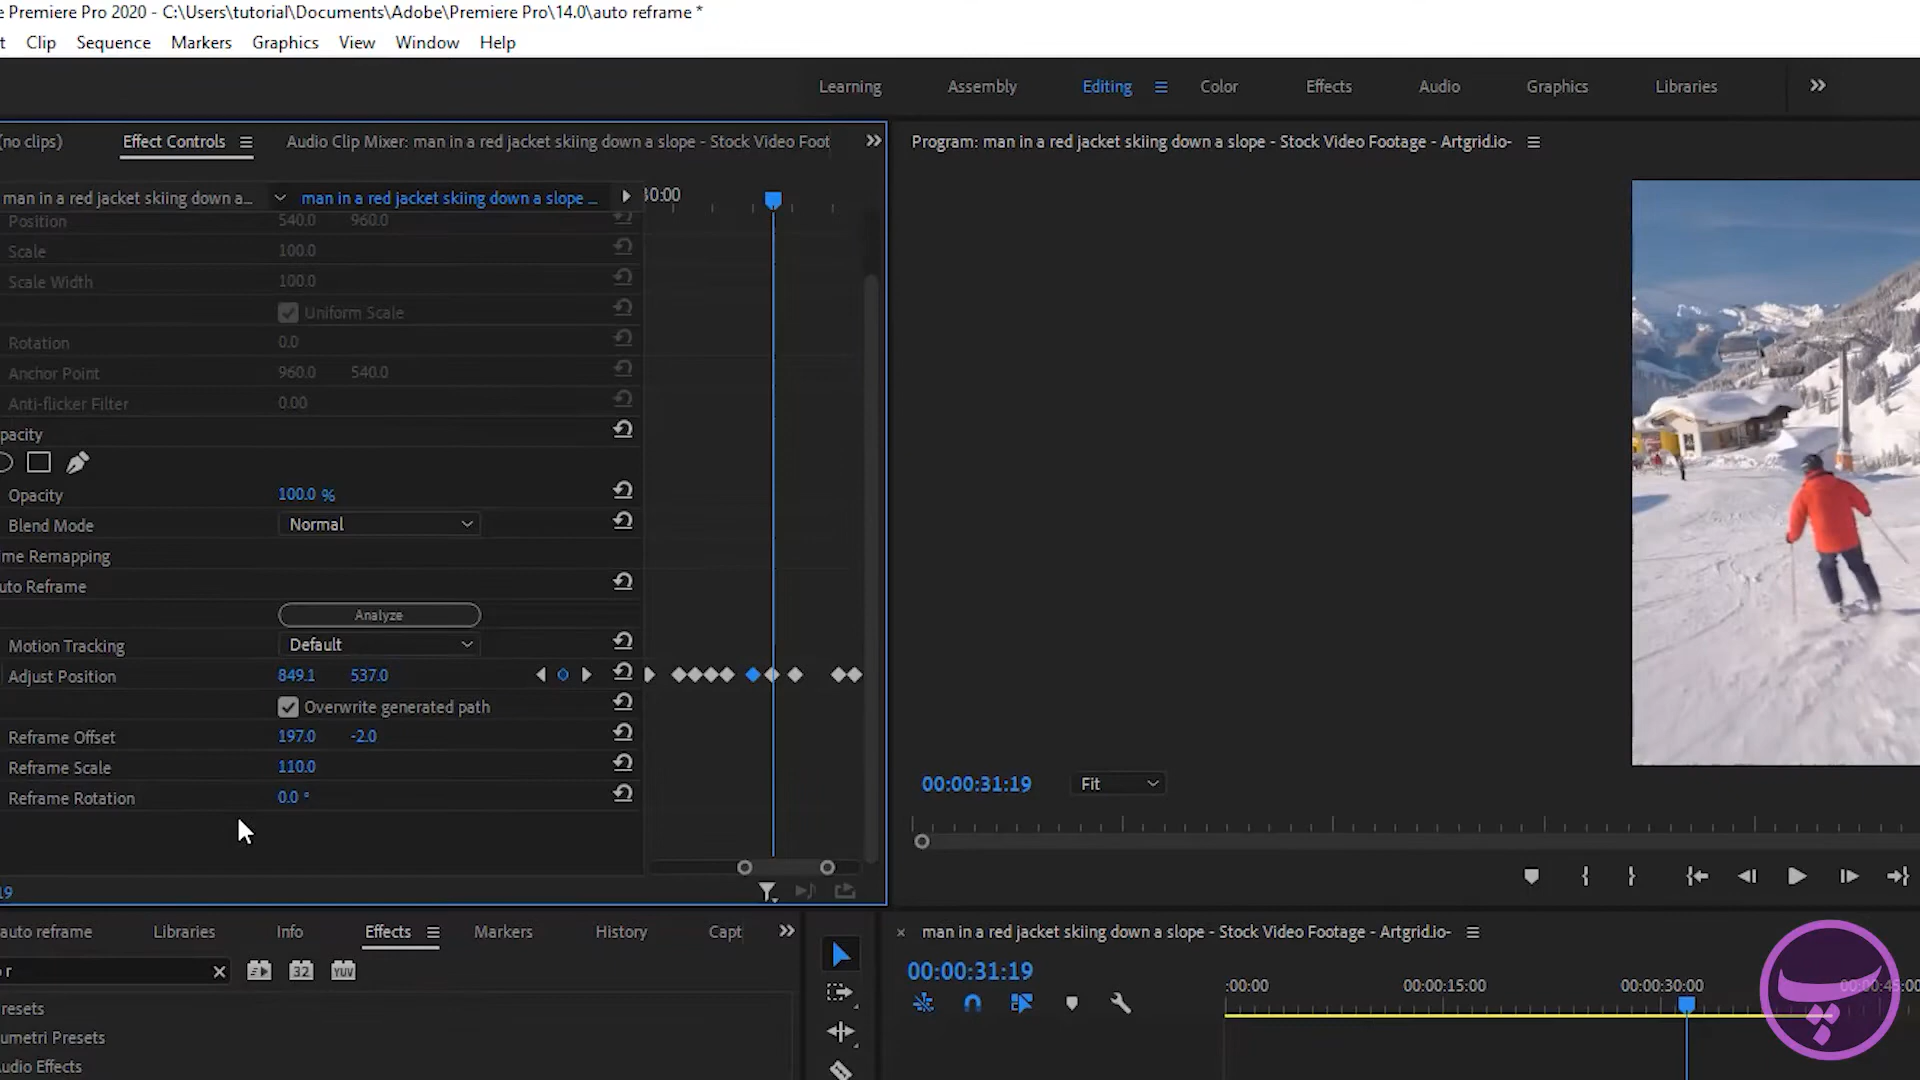 e Premiere Pro 2020 - C:\Users\tutorial\Documents\Adobe\Premiere Pro\14.0\auto reframe *
t Clip Sequence Markers Graphics View Window Help
Learning Assembly Editing Color Effects Audio Graphics Libraries
(no clips) Effect Controls Audio Clip Mixer: man in a red jacket skiing down a slope - Stock Video Foot
Program: man in a red jacket skiing down a slope - Stock Video Footage - Artgrid.io-
man in a red jacket skiing down a... man in a red jacket skiing down a slope ... 30:00
Position 540.0 960.0
Scale 100.0
Scale Width 100.0
Uniform Scale
Rotation 0.0
Anchor Point 960.0 540.0
Anti-flicker Filter 0.00
pacity
Opacity 100.0 %
Blend Mode Normal
me Remapping
uto Reframe
Analyze
Motion Tracking Default
Adjust Position 849.1 537.0
Overwrite generated path
Reframe Offset 197.0 -2.0
Reframe Scale 110.0
Reframe Rotation 0.0 °
00:00:31:19 Fit
19
auto reframe Libraries Info Effects Markers History Capt
r 32 YUV
resets
umetri Presets
udio Effects
× man in a red jacket skiing down a slope - Stock Video Footage - Artgrid.io-
00:00:31:19
:00:00 00:00:15:00 00:00:30:00 00:00:45:00
پ